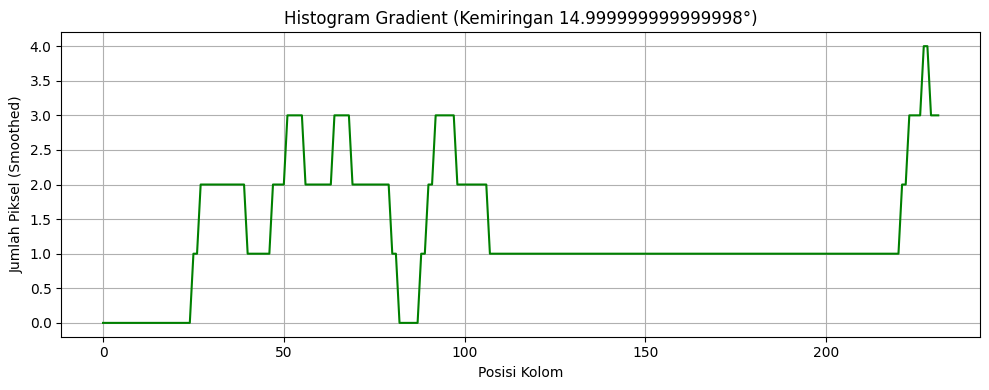 Histogram Gradient (Kemiringan 14.999999999999998°)
Jumlah Piksel (Smoothed)
4.0
3.5
3.0
2.5
2.0
1.5
1.0
0.5
0.0
0 50 100 150 200
Posisi Kolom